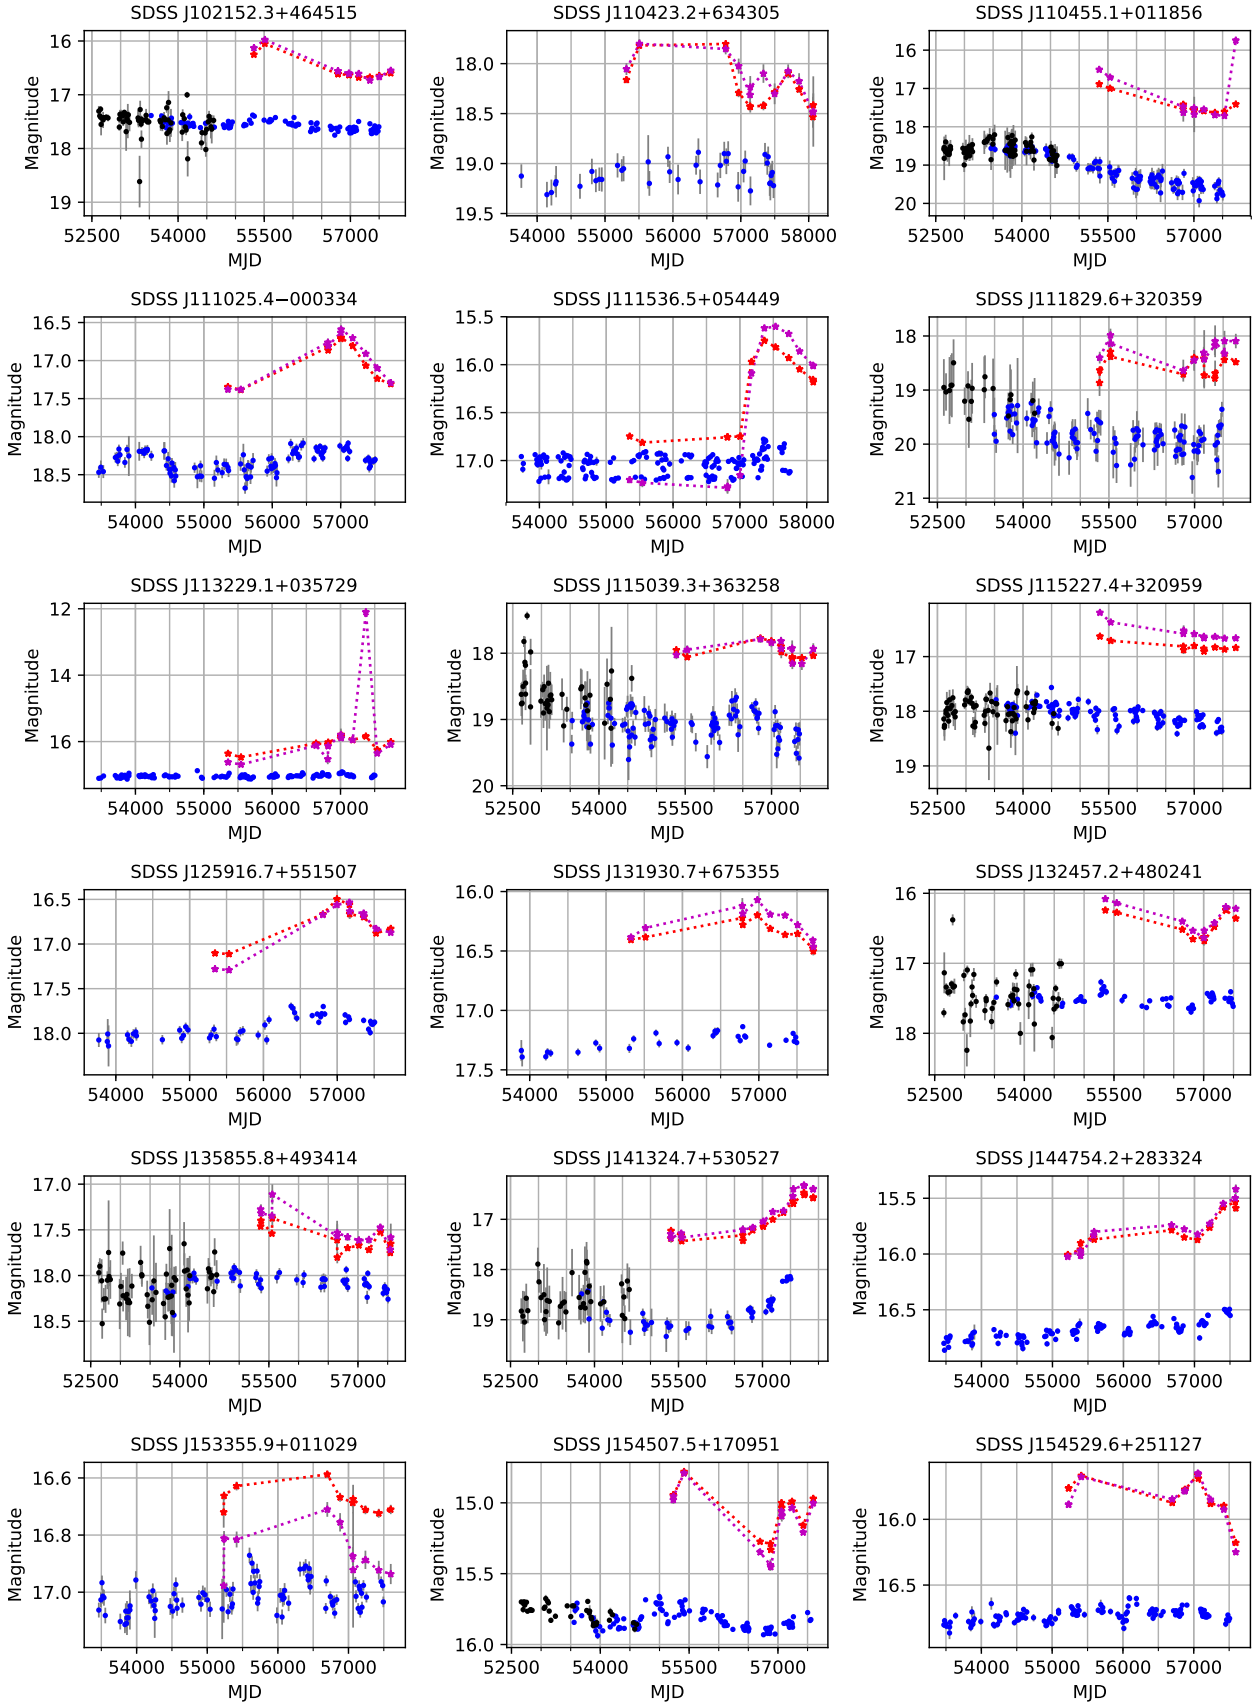 SDSS J102152.3+464515
SDSS J110423.2+634305
SDSS J110455.1+011856
Magnitude
16
17
18
19
52500 54000 55500 57000
MJD
Magnitude
18.0
18.5
19.0
19.5
54000 55000 56000 57000 58000
MJD
Magnitude
16
17
18
19
20
52500 54000 55500 57000
MJD
SDSS J111025.4−000334
SDSS J111536.5+054449
SDSS J111829.6+320359
Magnitude
16.5
17.0
17.5
18.0
18.5
54000 55000 56000 57000
MJD
Magnitude
15.5
16.0
16.5
17.0
54000 55000 56000 57000 58000
MJD
Magnitude
18
19
20
21
52500 54000 55500 57000
MJD
SDSS J113229.1+035729
SDSS J115039.3+363258
SDSS J115227.4+320959
Magnitude
12
14
16
54000 55000 56000 57000
MJD
Magnitude
18
19
20
52500 54000 55500 57000
MJD
Magnitude
17
18
19
52500 54000 55500 57000
MJD
SDSS J125916.7+551507
SDSS J131930.7+675355
SDSS J132457.2+480241
Magnitude
16.5
17.0
17.5
18.0
54000 55000 56000 57000
MJD
Magnitude
16.0
16.5
17.0
17.5
54000 55000 56000 57000
MJD
Magnitude
16
17
18
52500 54000 55500 57000
MJD
SDSS J135855.8+493414
SDSS J141324.7+530527
SDSS J144754.2+283324
Magnitude
17.0
17.5
18.0
18.5
52500 54000 55500 57000
MJD
Magnitude
17
18
19
52500 54000 55500 57000
MJD
Magnitude
15.5
16.0
16.5
54000 55000 56000 57000
MJD
SDSS J153355.9+011029
SDSS J154507.5+170951
SDSS J154529.6+251127
Magnitude
16.6
16.8
17.0
54000 55000 56000 57000
MJD
Magnitude
15.0
15.5
16.0
52500 54000 55500 57000
MJD
Magnitude
16.0
16.5
54000 55000 56000 57000
MJD